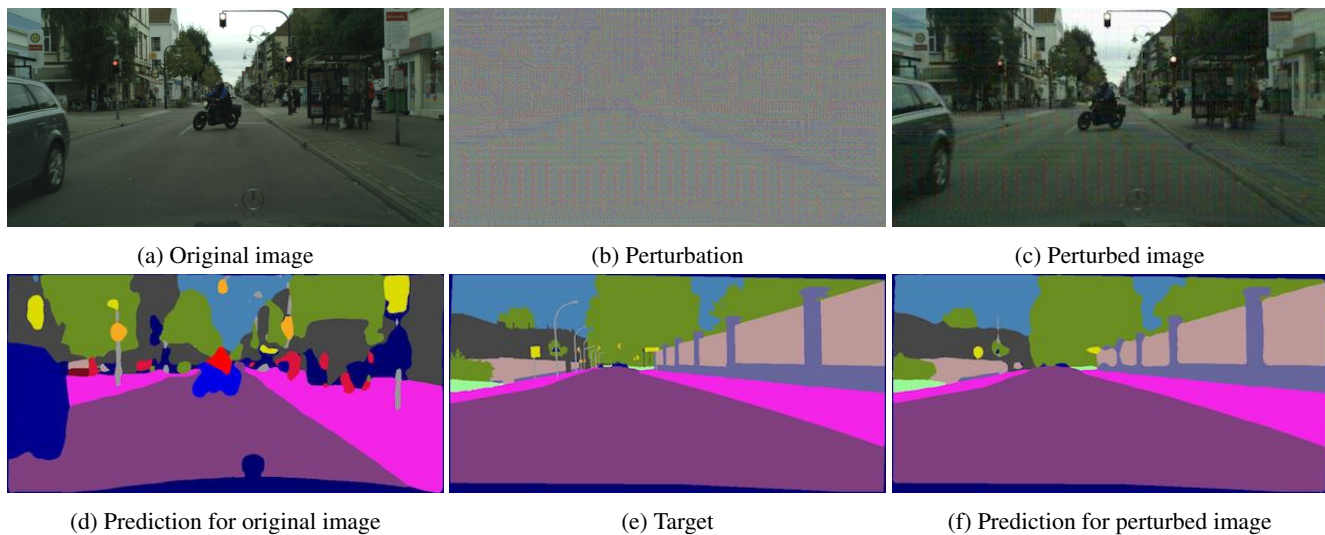 (a) Original image
(b) Perturbation
(c) Perturbed image
(d) Prediction for original image
(e) Target
(f) Prediction for perturbed image